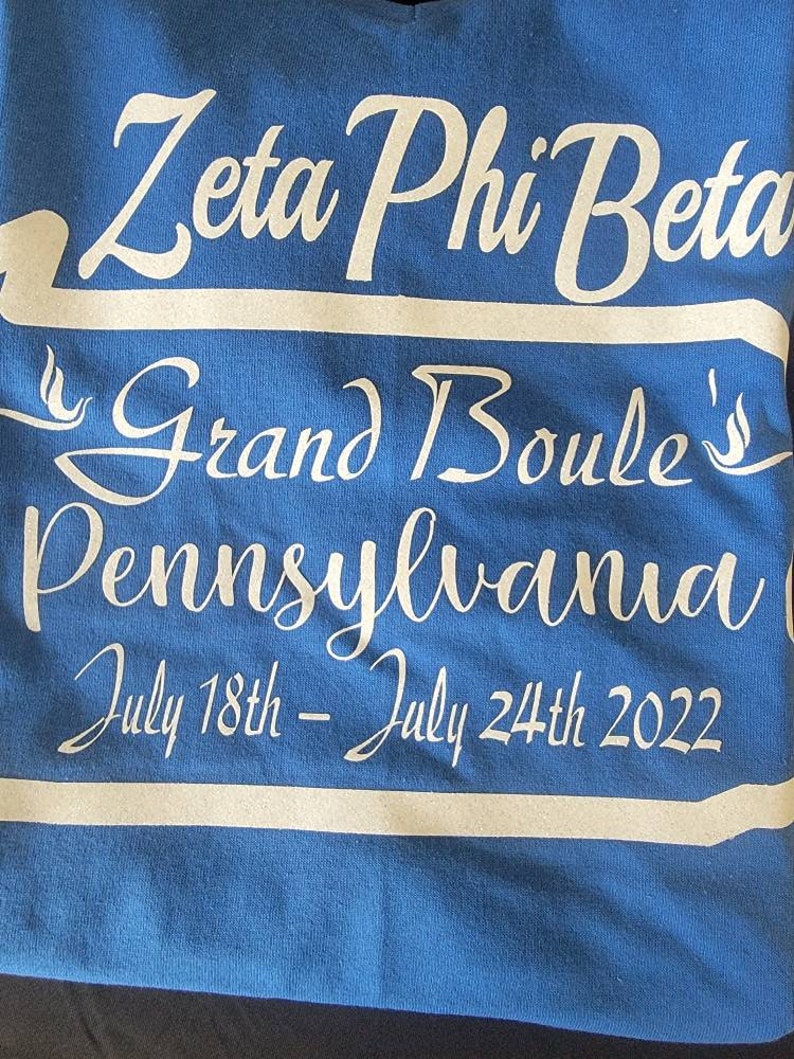 Zeta Phi Beta
Grand Boule'
Pennsylvania
July 18th – July 24th 2022